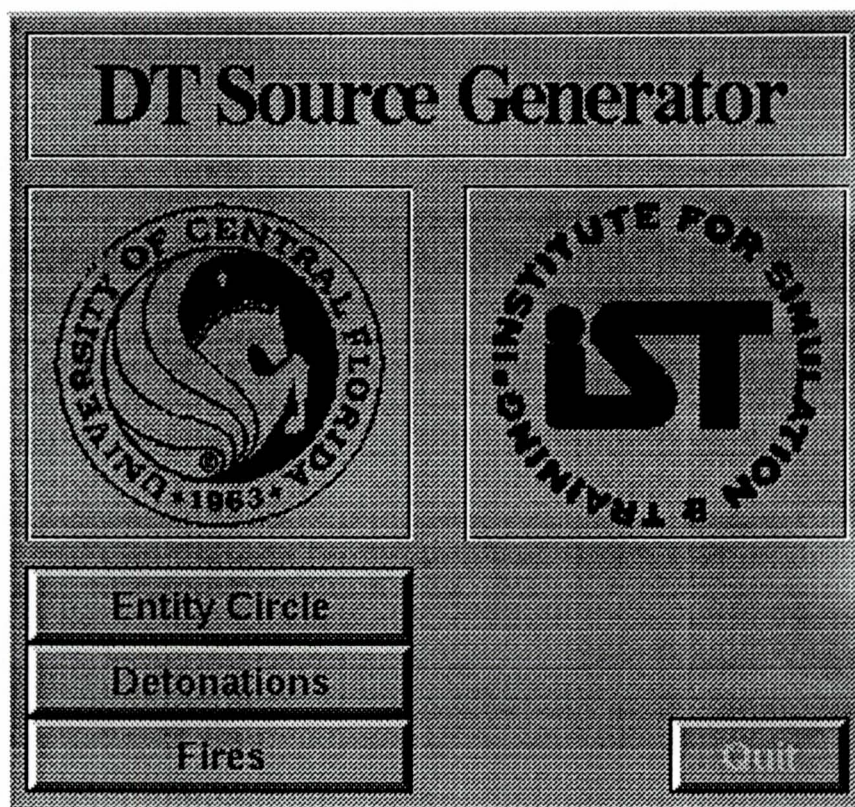 DT Source Generator
UNIVERSITY OF CENTRAL FLORIDA
★ 1963 ★
®
INSTITUTE FOR SIMULATION & TRAINING
iST
Entity Circle
Detonations
Fires
Quit